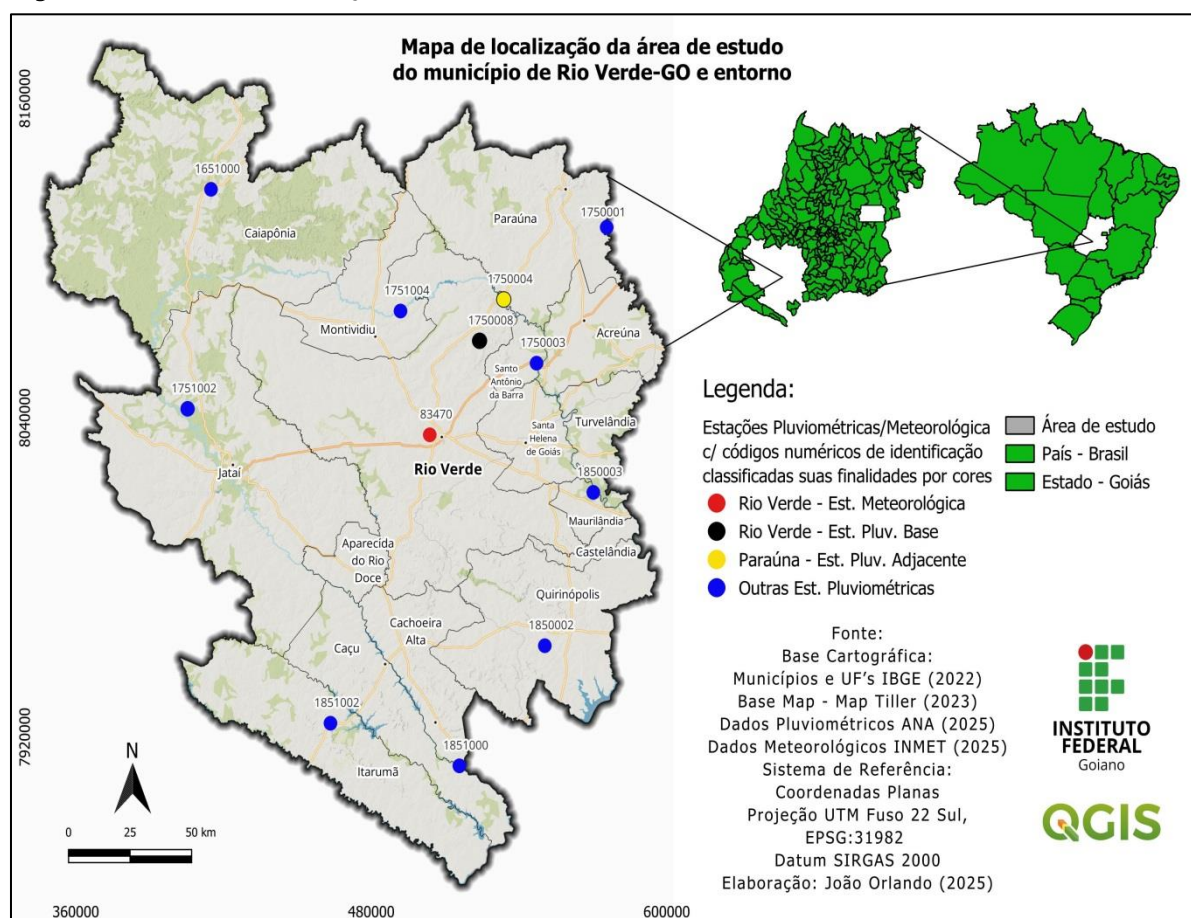 Mapa de localização da área de estudo
do município de Rio Verde-GO e entorno
8160000
8040000
7920000
360000
480000
600000
1651000
Caiapônia
Paraúna
1750001
1751004
1750004
Montividiu
1750008
1750003
Acreúna
Santo
Antônio
da Barra
1751002
83470
Turvelândia
Santa
Helena
de Goiás
Rio Verde
Jataí
1850003
Maurilândia
Castelândia
Aparecida
do Rio
Doce
Quirinópolis
Cachoeira
Alta
1850002
Caçu
1851002
1851000
Itarumã
N
0 25 50 km
Legenda:
Estações Pluviométricas/Meteorológica
c/ códigos numéricos de identificação
classificadas suas finalidades por cores
Rio Verde - Est. Meteorológica
Rio Verde - Est. Pluv. Base
Paraúna - Est. Pluv. Adjacente
Outras Est. Pluviométricas
Área de estudo
País - Brasil
Estado - Goiás
Fonte:
Base Cartográfica:
Municípios e UF's IBGE (2022)
Base Map - Map Tiller (2023)
Dados Pluviométricos ANA (2025)
Dados Meteorológicos INMET (2025)
Sistema de Referência:
Coordenadas Planas
Projeção UTM Fuso 22 Sul,
EPSG:31982
Datum SIRGAS 2000
Elaboração: João Orlando (2025)
INSTITUTO
FEDERAL
Goiano
QGIS